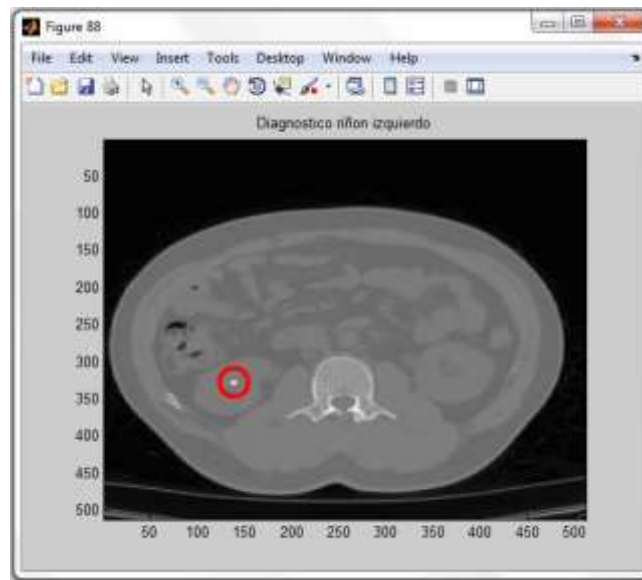 Figure 88
File Edit View Insert Tools Desktop Window Help
Diagnostico riñon izquierdo
50
100
150
200
250
300
350
400
450
500
50 100 150 200 250 300 350 400 450 500